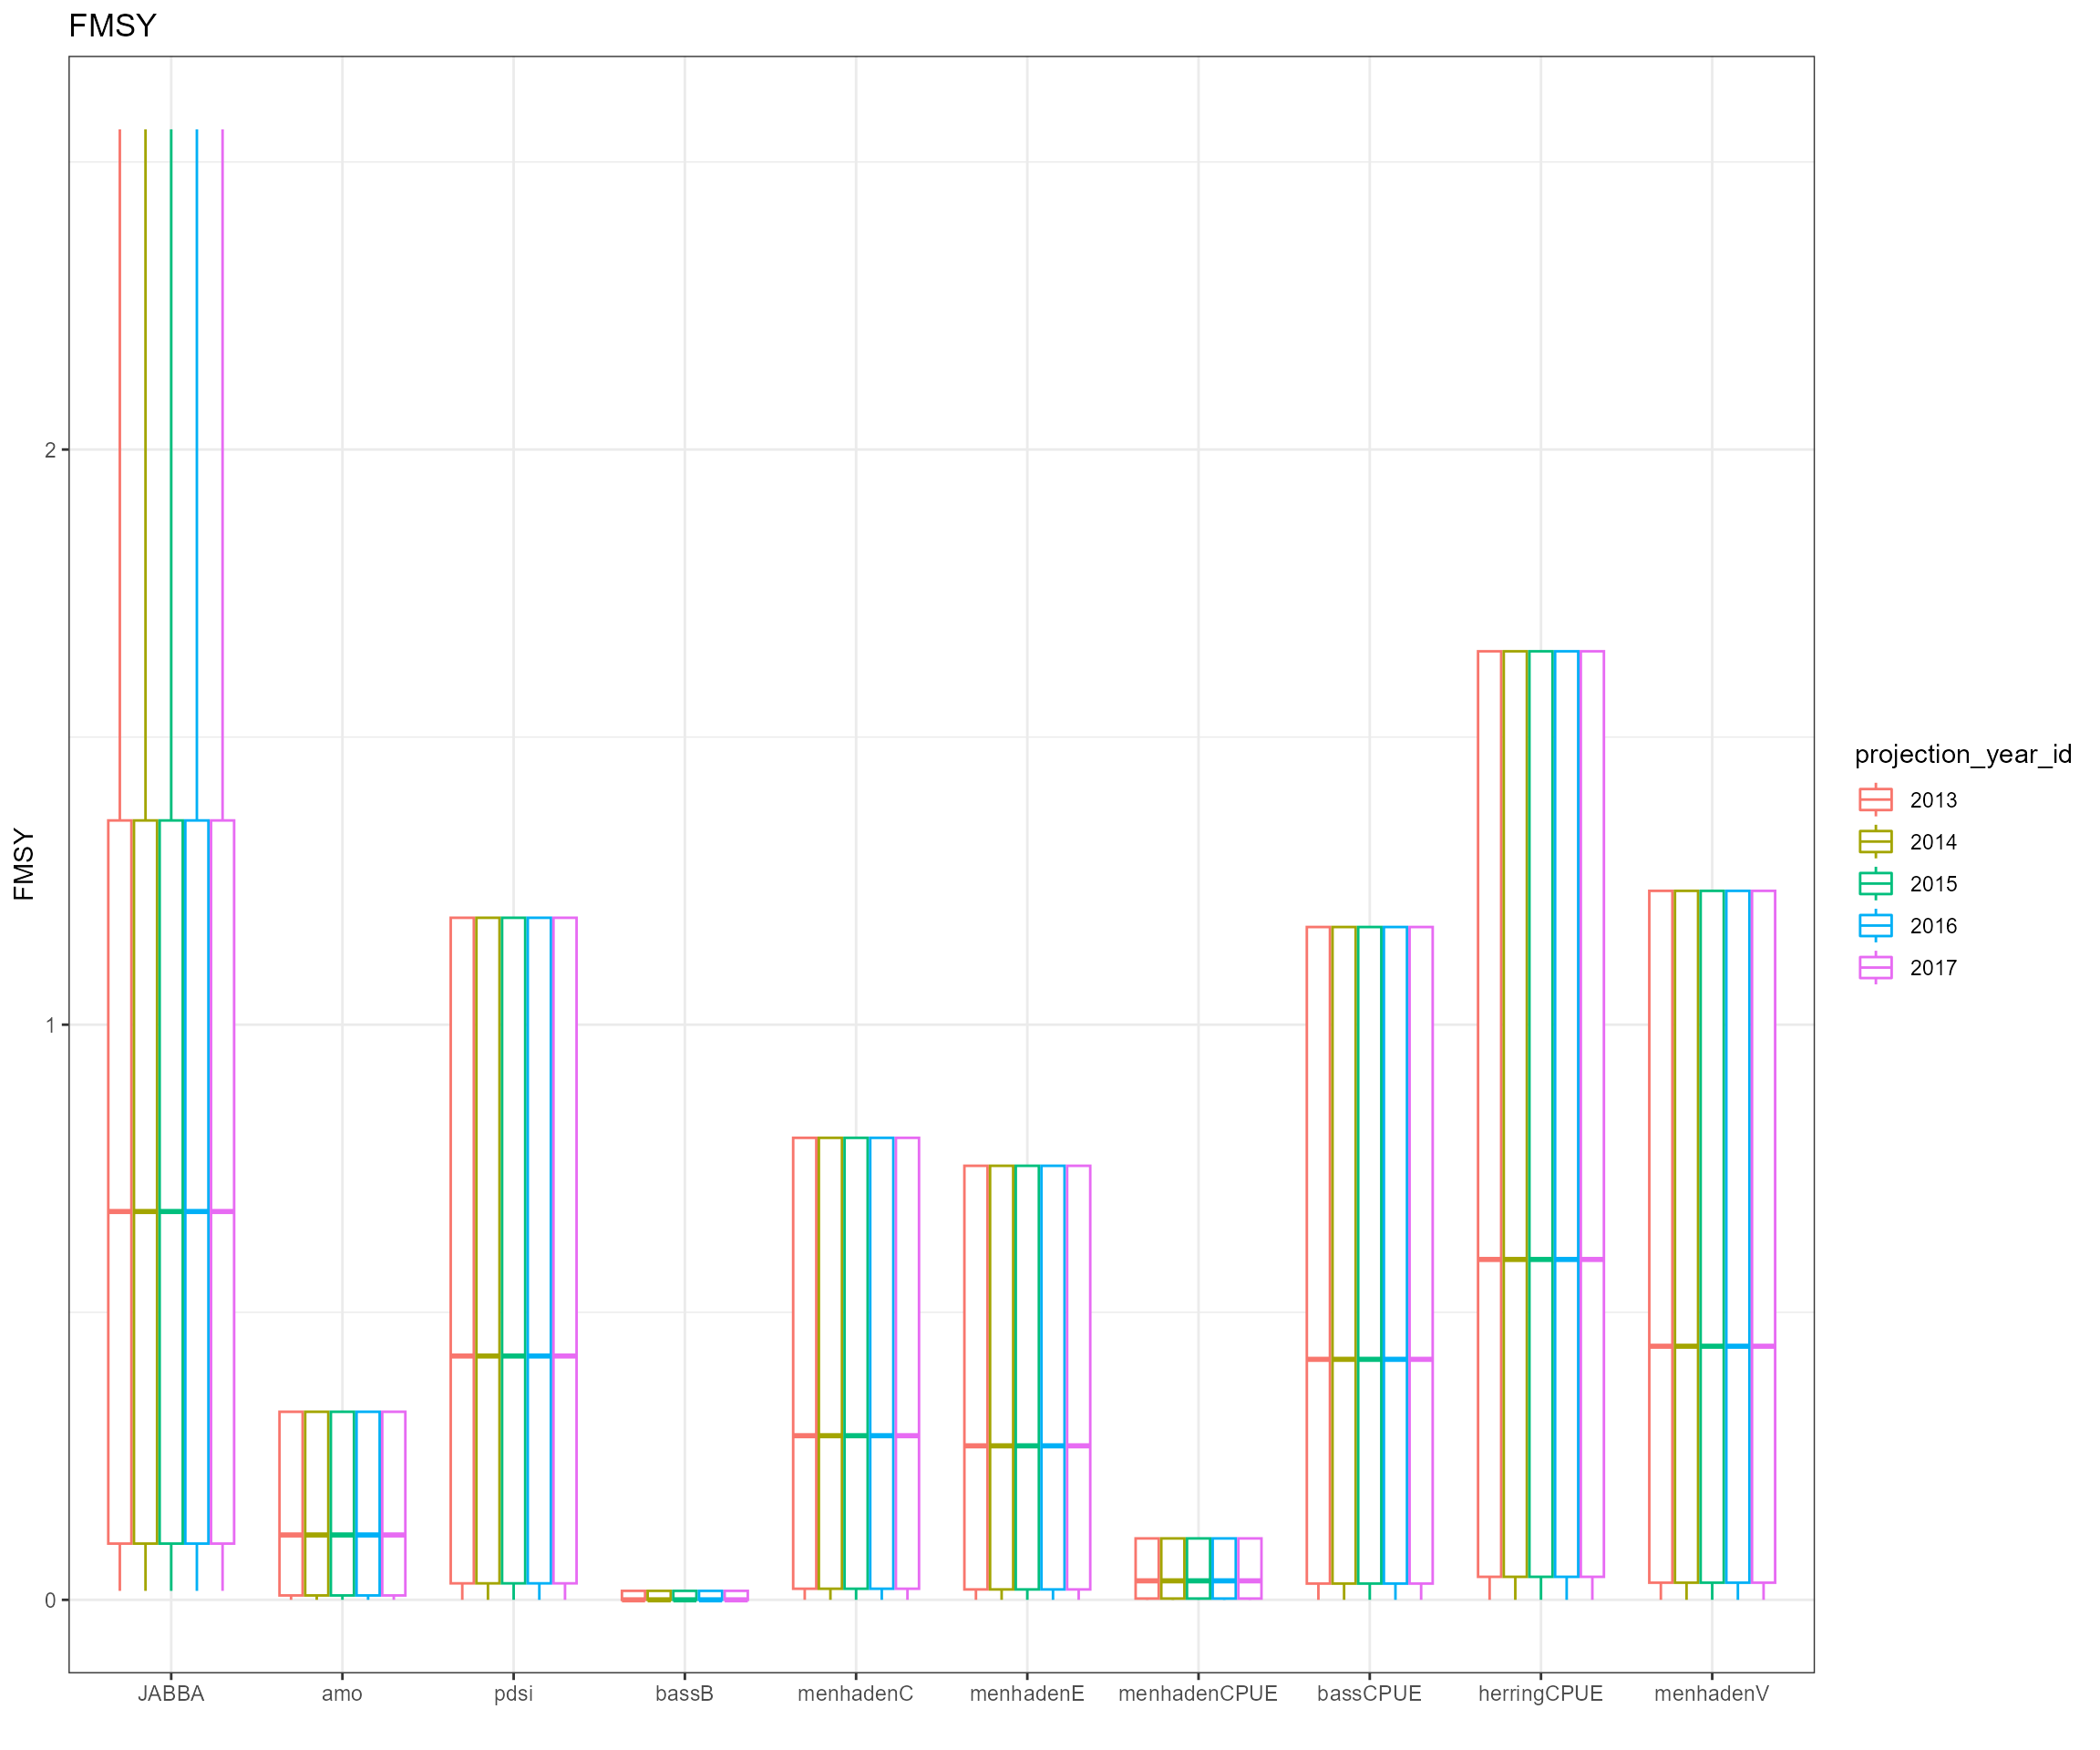 FMSY
FMSY
2
1
0
JABBA amo pdsi bassB menhadenC menhadenE menhadenCPUE bassCPUE herringCPUE menhadenV
projection_year_id
2013
2014
2015
2016
2017